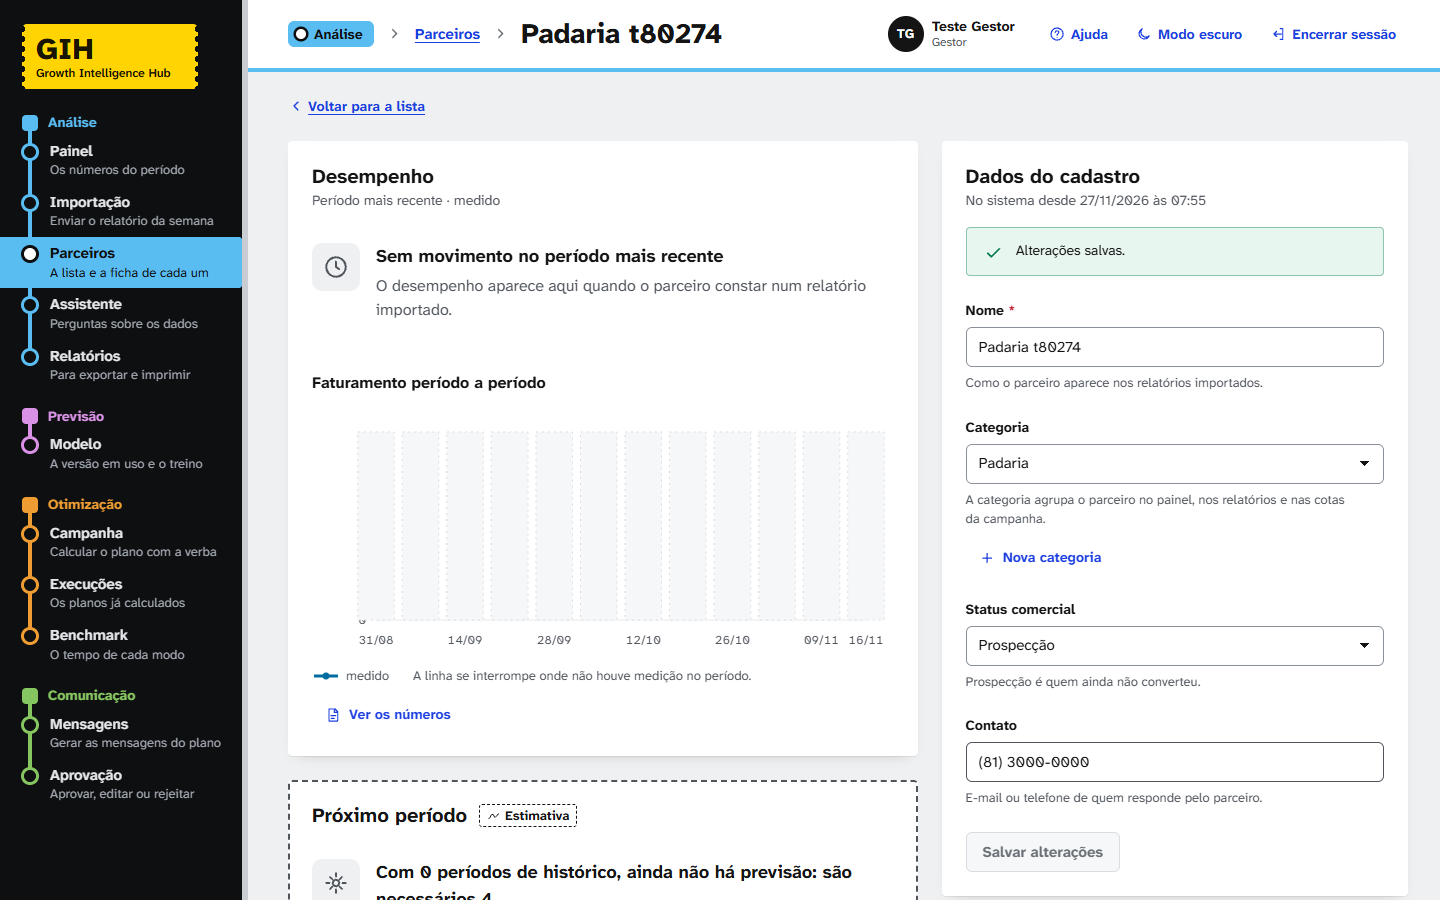 GIH
Growth Intelligence Hub
Análise
Painel
Os números do período
Importação
Enviar o relatório da semana
Parceiros
A lista e a ficha de cada um
Assistente
Perguntas sobre os dados
Relatórios
Para exportar e imprimir
Previsão
Modelo
A versão em uso e o treino
Otimização
Campanha
Calcular o plano com a verba
Execuções
Os planos já calculados
Benchmark
O tempo de cada modo
Comunicação
Mensagens
Gerar as mensagens do plano
Aprovação
Aprovar, editar ou rejeitar
Análise > Parceiros > Padaria t80274
TG
Teste Gestor
Gestor
Ajuda
Modo escuro
Encerrar sessão
Voltar para a lista
Desempenho
Período mais recente · medido
Sem movimento no período mais recente
O desempenho aparece aqui quando o parceiro constar num relatório
importado.
Faturamento período a período
0
31/08 14/09 28/09 12/10 26/10 09/11 16/11
medido
A linha se interrompe onde não houve medição no período.
Ver os números
Próximo período
Estimativa
Com 0 períodos de histórico, ainda não há previsão: são
necessários 4
Dados do cadastro
No sistema desde 27/11/2026 às 07:55
Alterações salvas.
Nome *
Padaria t80274
Como o parceiro aparece nos relatórios importados.
Categoria
Padaria
A categoria agrupa o parceiro no painel, nos relatórios e nas cotas
da campanha.
+ Nova categoria
Status comercial
Prospecção
Prospecção é quem ainda não converteu.
Contato
(81) 3000-0000
E-mail ou telefone de quem responde pelo parceiro.
Salvar alterações